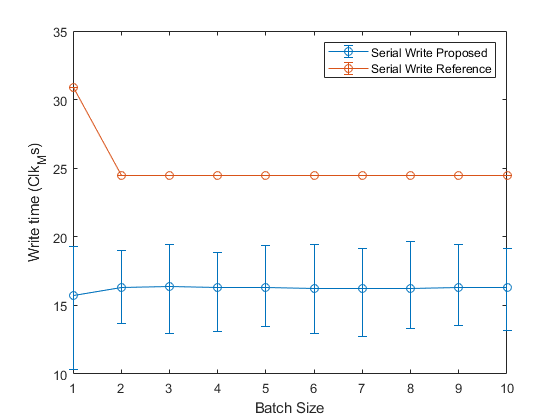 35
30
25
20
15
10
Write time (Clk_M s)
Serial Write Proposed
Serial Write Reference
1 2 3 4 5 6 7 8 9 10
Batch Size